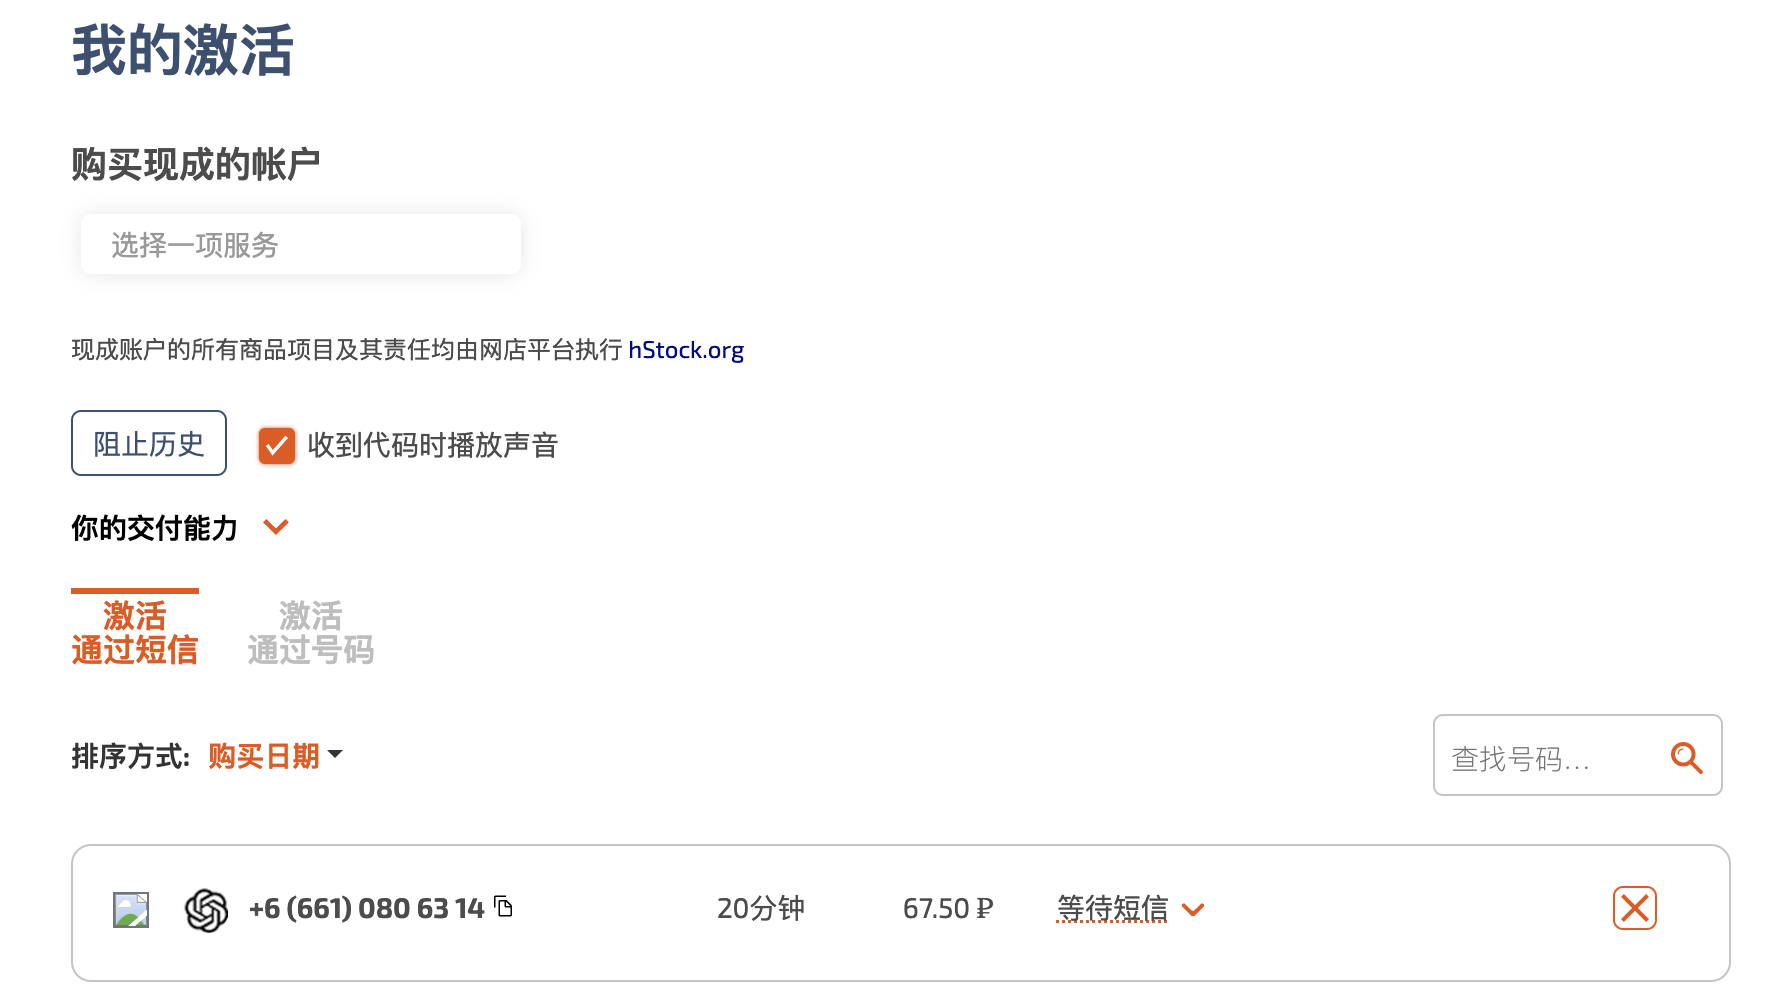 我的激活
购买现成的帐户
选择一项服务
现成账户的所有商品项目及其责任均由网店平台执行 hStock.org
阻止历史
收到代码时播放声音
你的交付能力
激活
通过短信
激活
通过号码
排序方式: 购买日期
查找号码...
+6 (661) 080 63 14
20分钟
67.50 ₽
等待短信